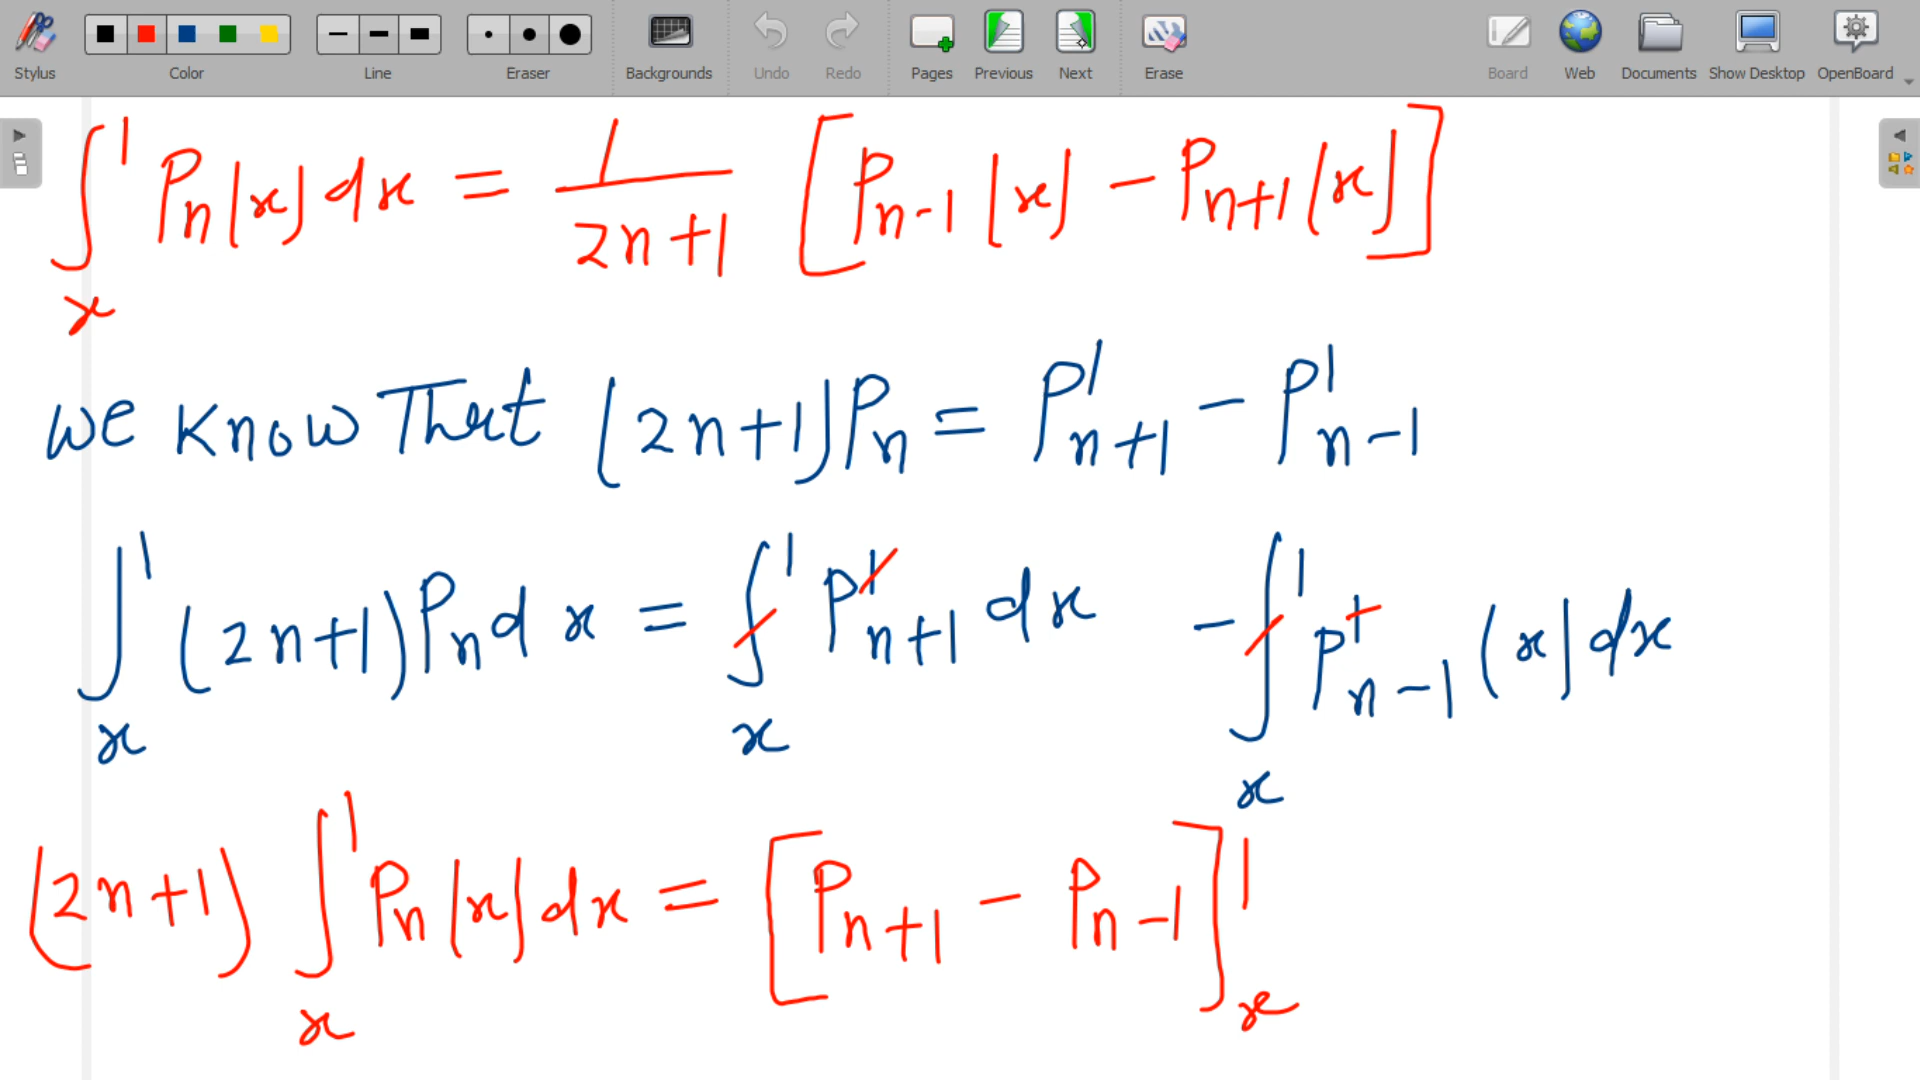 Stylus Color Line Eraser Backgrounds Undo Redo Pages Previous Next Erase Board Web Documents Show Desktop OpenBoard
∫ₓ¹ Pₙ(x) dx = 1/(2n+1) [Pₙ₋₁(x) − Pₙ₊₁(x)]
We know That (2n+1)Pₙ = P'ₙ₊₁ − P'ₙ₋₁
∫ₓ¹ (2n+1)Pₙ dx = ∫ₓ¹ P'ₙ₊₁ dx − ∫ₓ¹ P'ₙ₋₁(x) dx
(2n+1) ∫ₓ¹ Pₙ(x) dx = [Pₙ₊₁ − Pₙ₋₁]ₓ¹